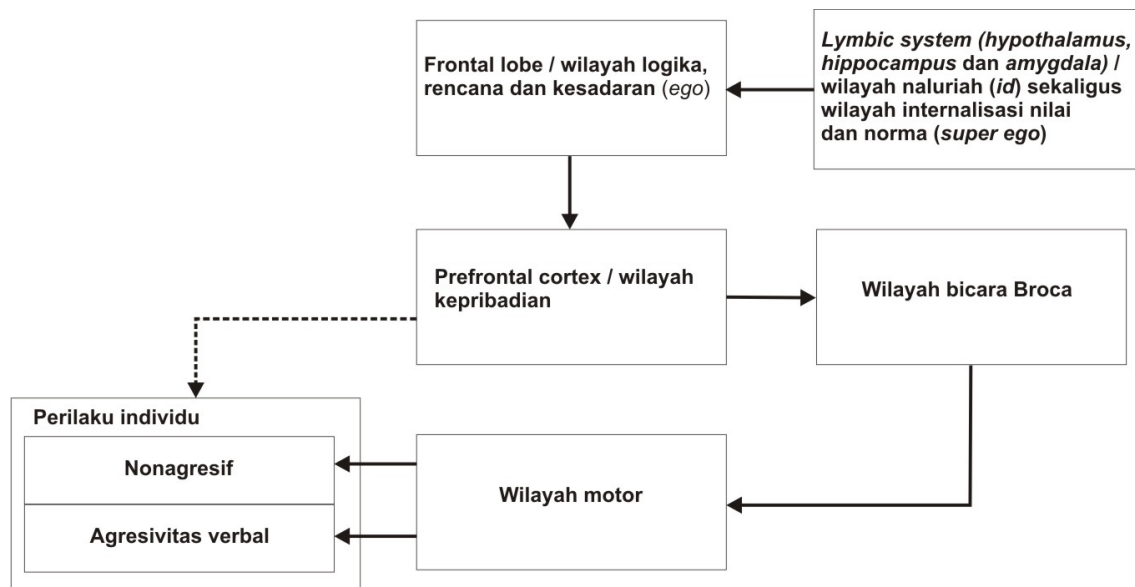 Frontal lobe / wilayah logika,
rencana dan kesadaran (ego)
Lymbic system (hypothalamus,
hippocampus dan amygdala) /
wilayah naluriah (id) sekaligus
wilayah internalisasi nilai
dan norma (super ego)
Prefrontal cortex / wilayah
kepribadian
Wilayah bicara Broca
Perilaku individu
Nonagresif
Agresivitas verbal
Wilayah motor